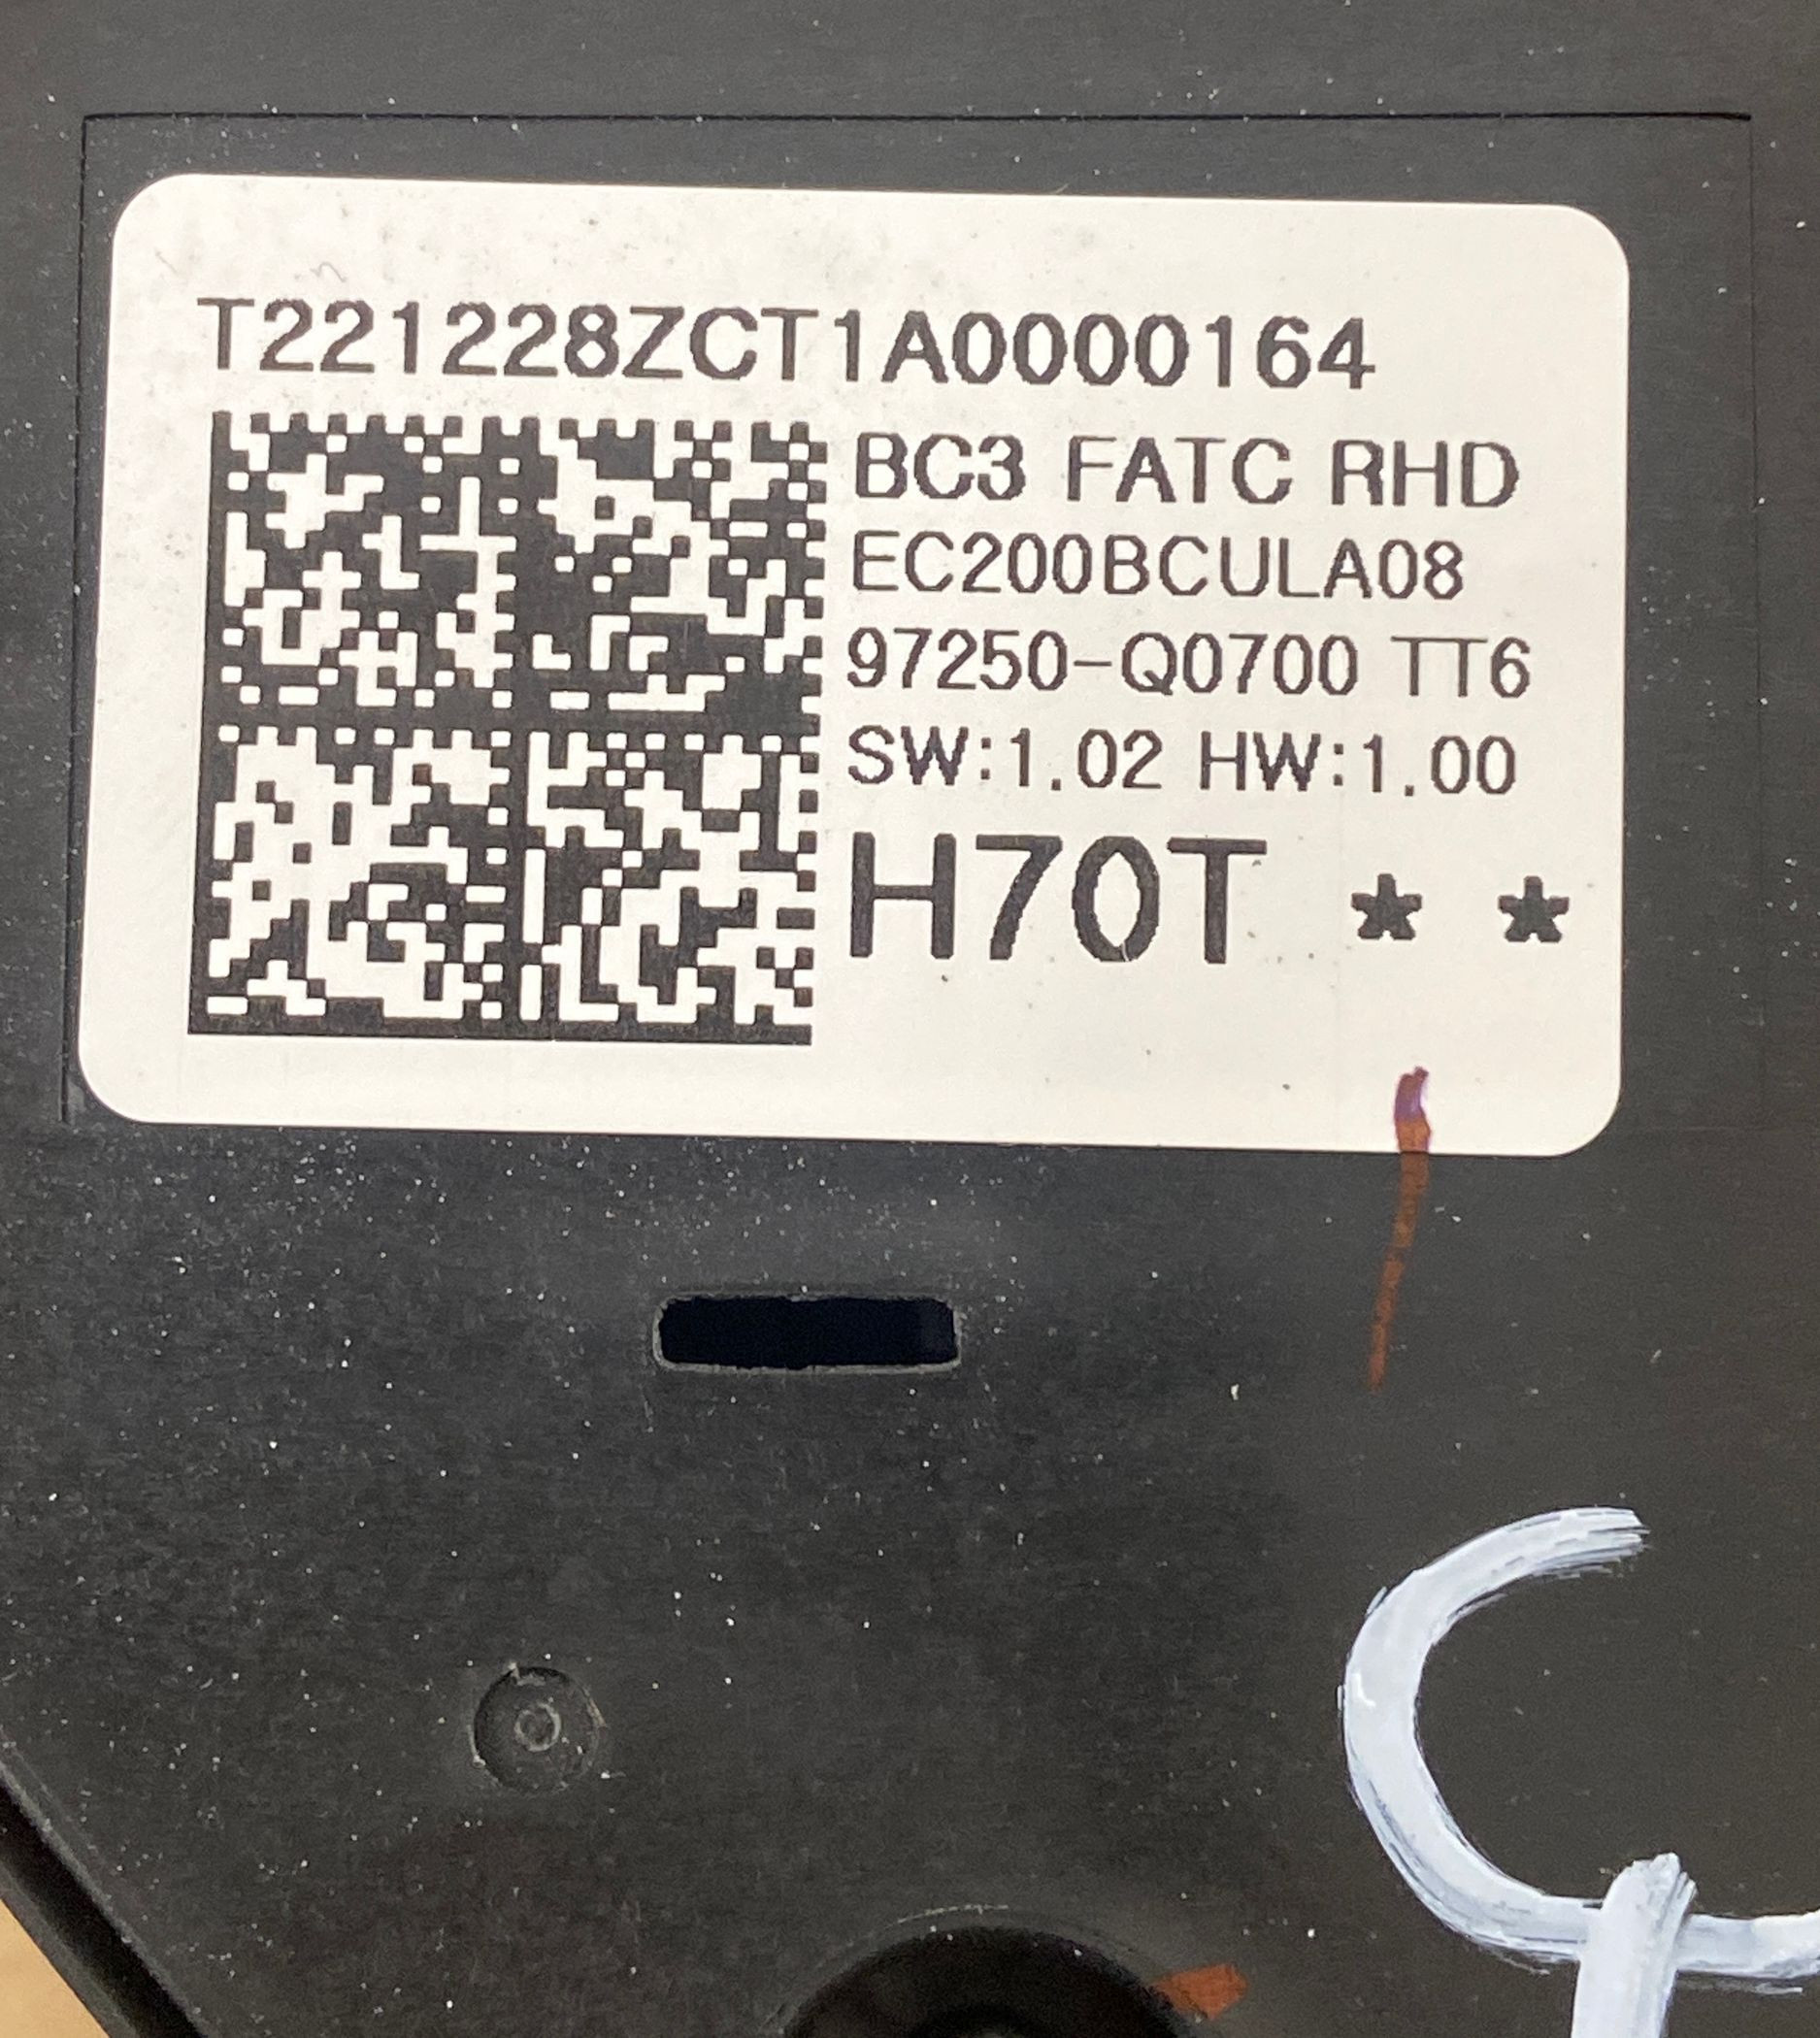 T221228ZCT1A0000164
BC3 FATC RHD
EC200BCULA08
97250-Q0700 TT6
SW:1.02 HW:1.00
H70T * *